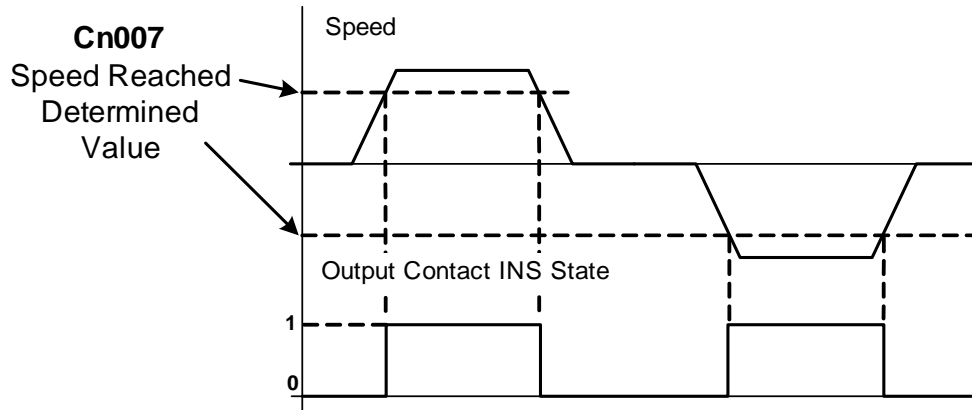 Cn007
Speed Reached
Determined
Value
Speed
Output Contact INS State
1
0